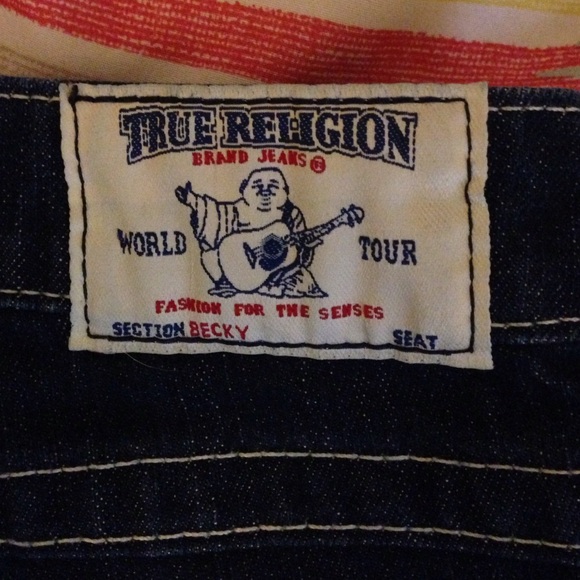 TRUE RELIGION
BRAND JEANS®
WORLD TOUR
FASHION FOR THE SENSES
SECTION BECKY SEAT